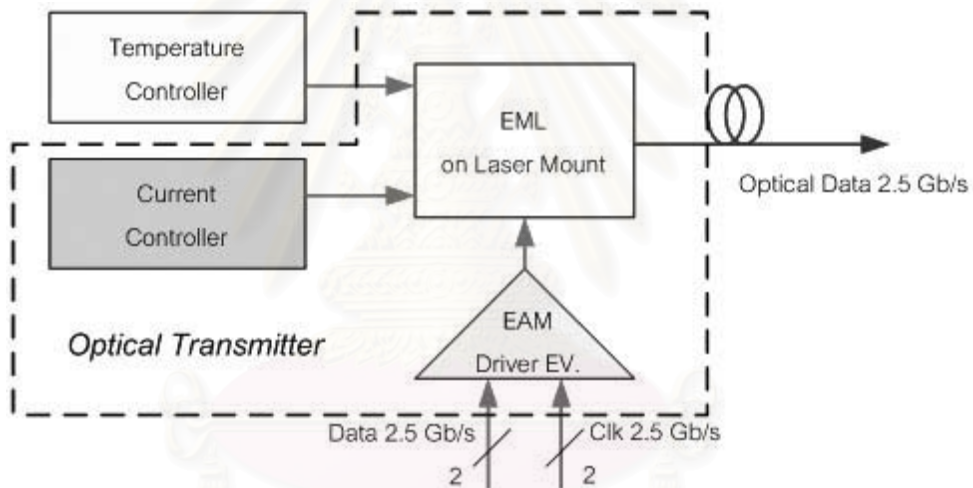 Temperature
Controller
EML
on Laser Mount
Optical Data 2.5 Gb/s
Current
Controller
Optical Transmitter
EAM
Driver EV.
Data 2.5 Gb/s
Clk 2.5 Gb/s
2
2